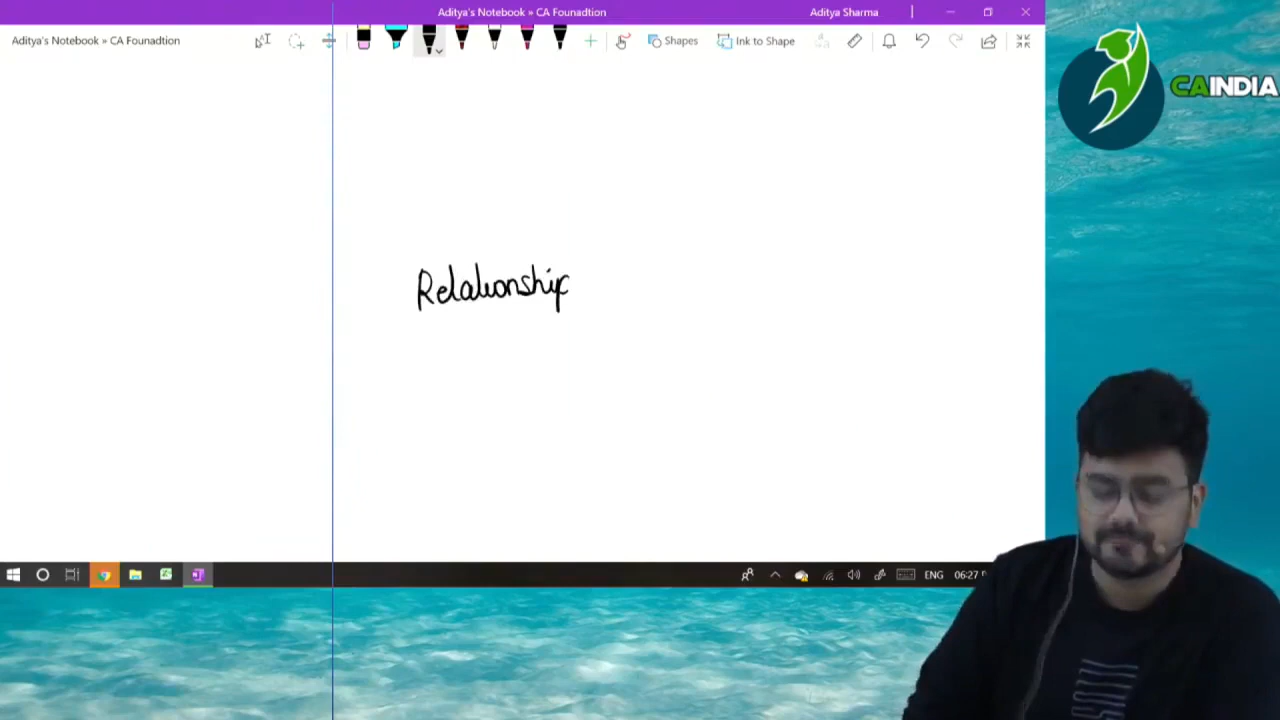 Aditya's Notebook » CA Founadtion
Aditya Sharma
Aditya's Notebook » CA Founadtion
Shapes
Ink to Shape
CAINDIA
Relationship
ENG
06:27